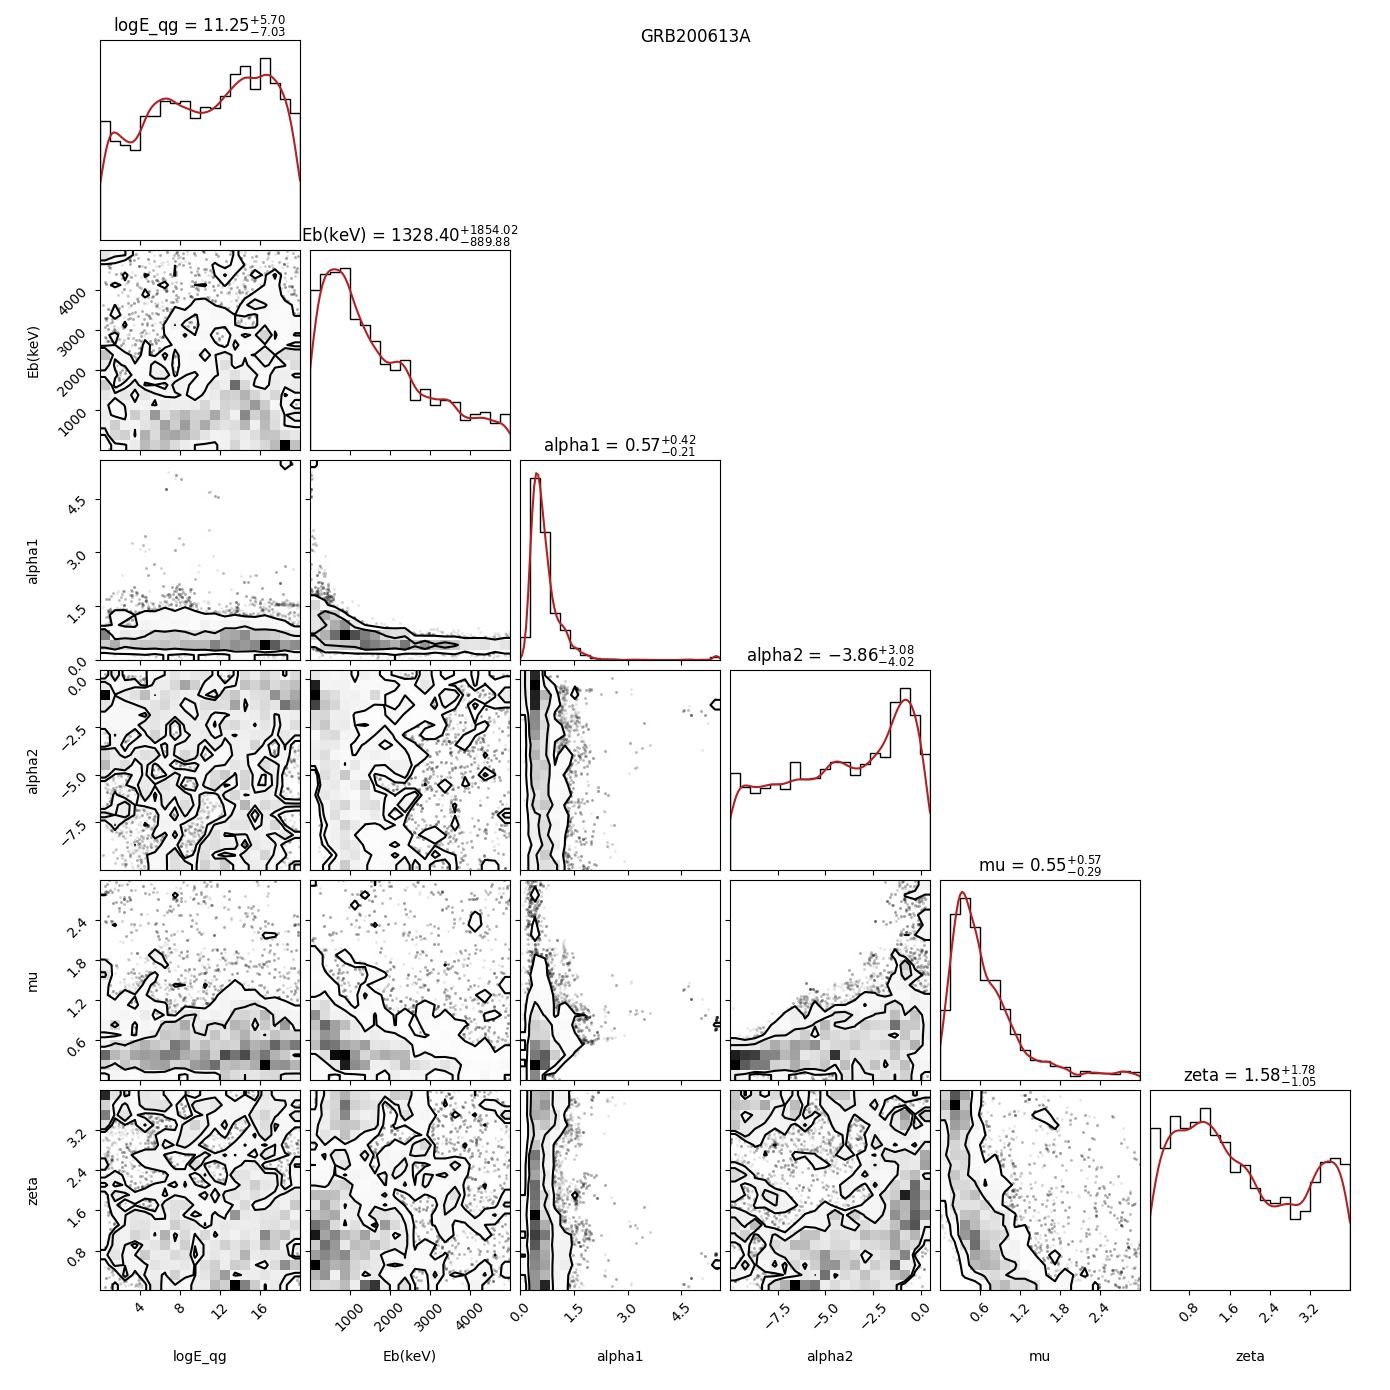 GRB200613A
logE_qg = 11.25+5.70 −7.03
Eb(keV) = 1328.40+1854.02 −889.88
alpha1 = 0.57+0.42 −0.21
alpha2 = −3.86+3.08 −4.02
mu = 0.55+0.57 −0.29
zeta = 1.58+1.78 −1.05
Eb(keV)
4000
3000
2000
1000
alpha1
4.5
3.0
1.5
0.0
alpha2
0.0
−2.5
−5.0
−7.5
mu
2.4
1.8
1.2
0.6
zeta
3.2
2.4
1.6
0.8
4 8 12 16
1000 2000 3000 4000
0.0 1.5 3.0 4.5
−7.5 −5.0 −2.5 0.0
0.6 1.2 1.8 2.4
0.8 1.6 2.4 3.2
logE_qg Eb(keV) alpha1 alpha2 mu zeta